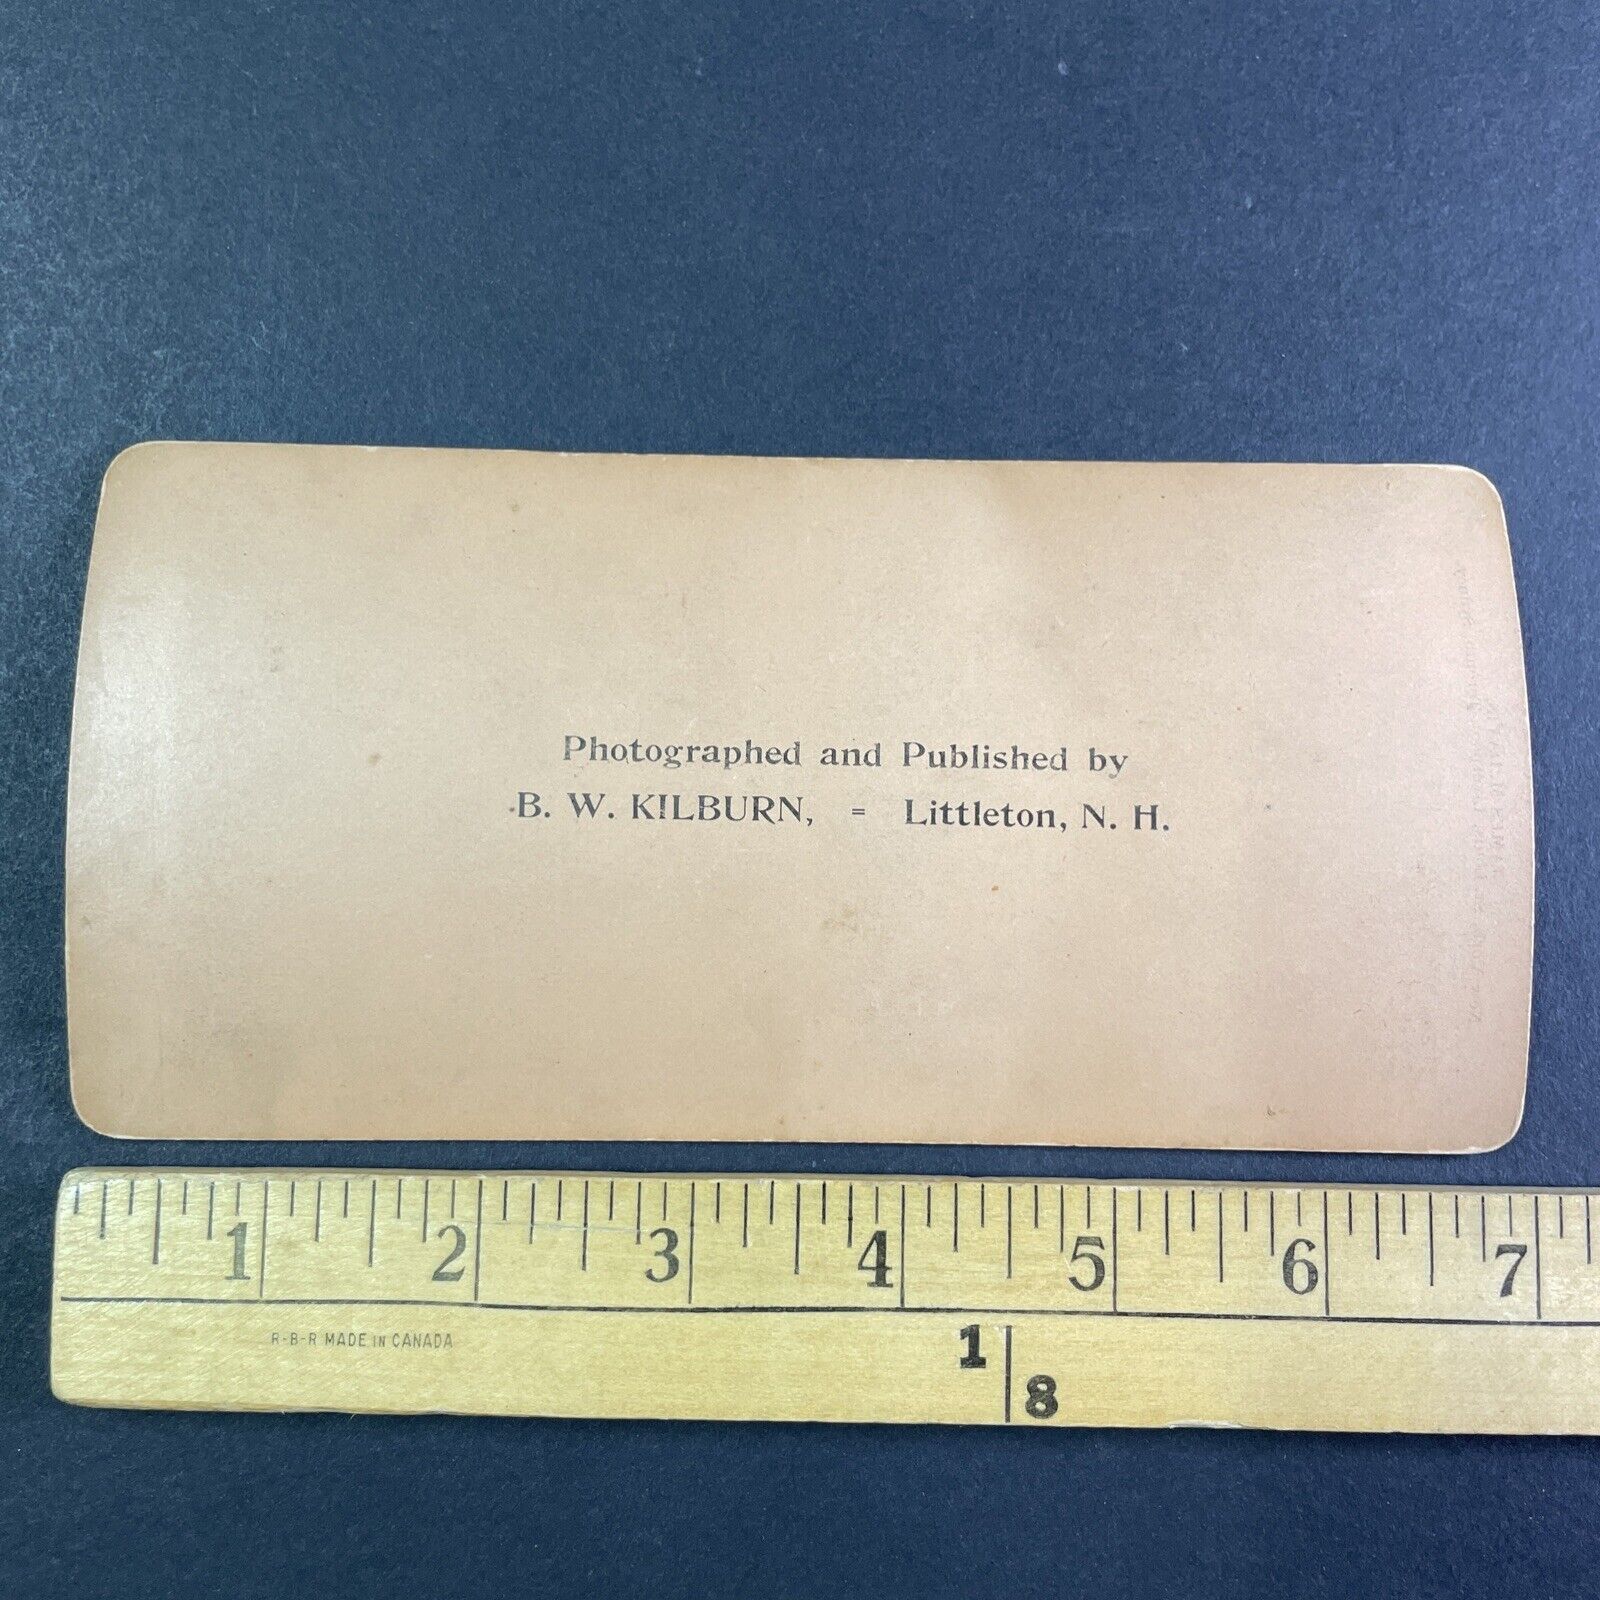 Photographed and Published by
B. W. KILBURN, = Littleton, N. H.
1 2 3 4 5 6 7
R-B-R MADE IN CANADA
1
8